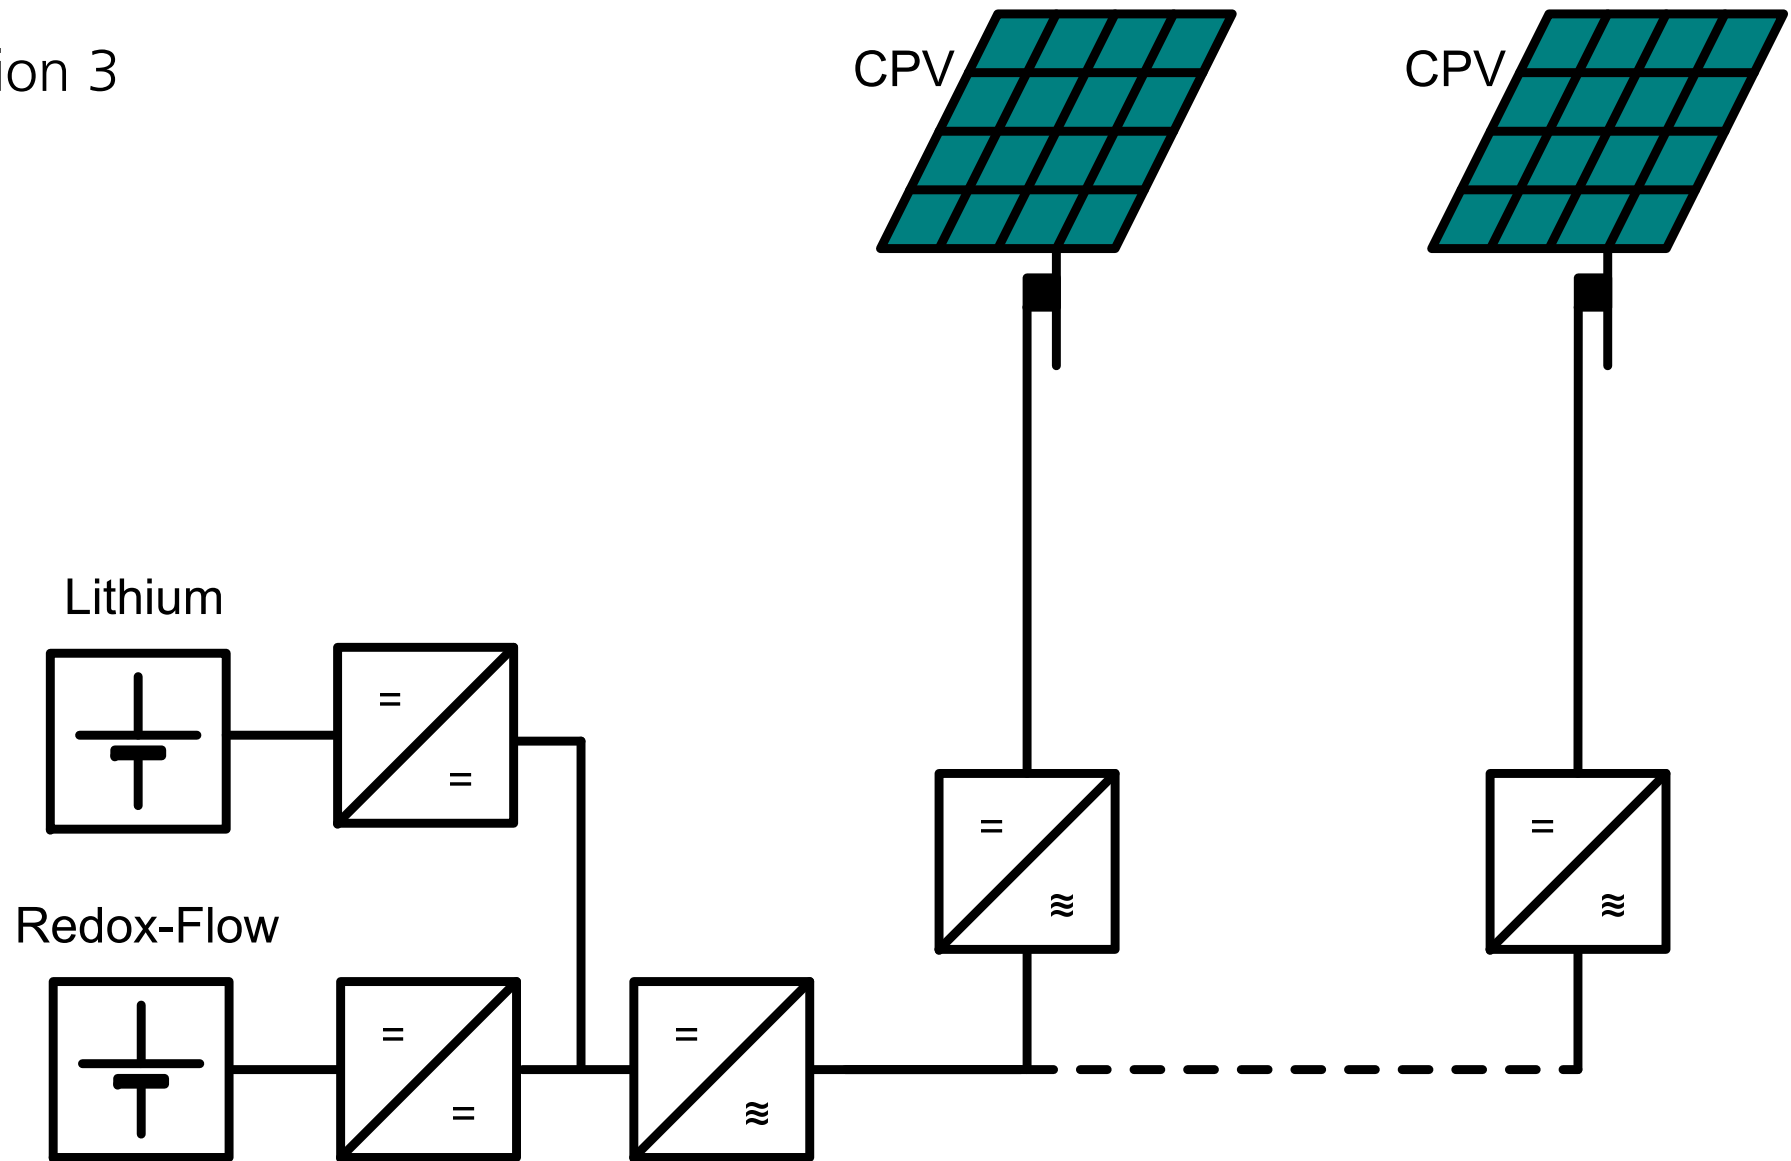 ion 3
CPV
CPV
Lithium
=
=
=
≋
=
≋
Redox-Flow
=
=
=
≋